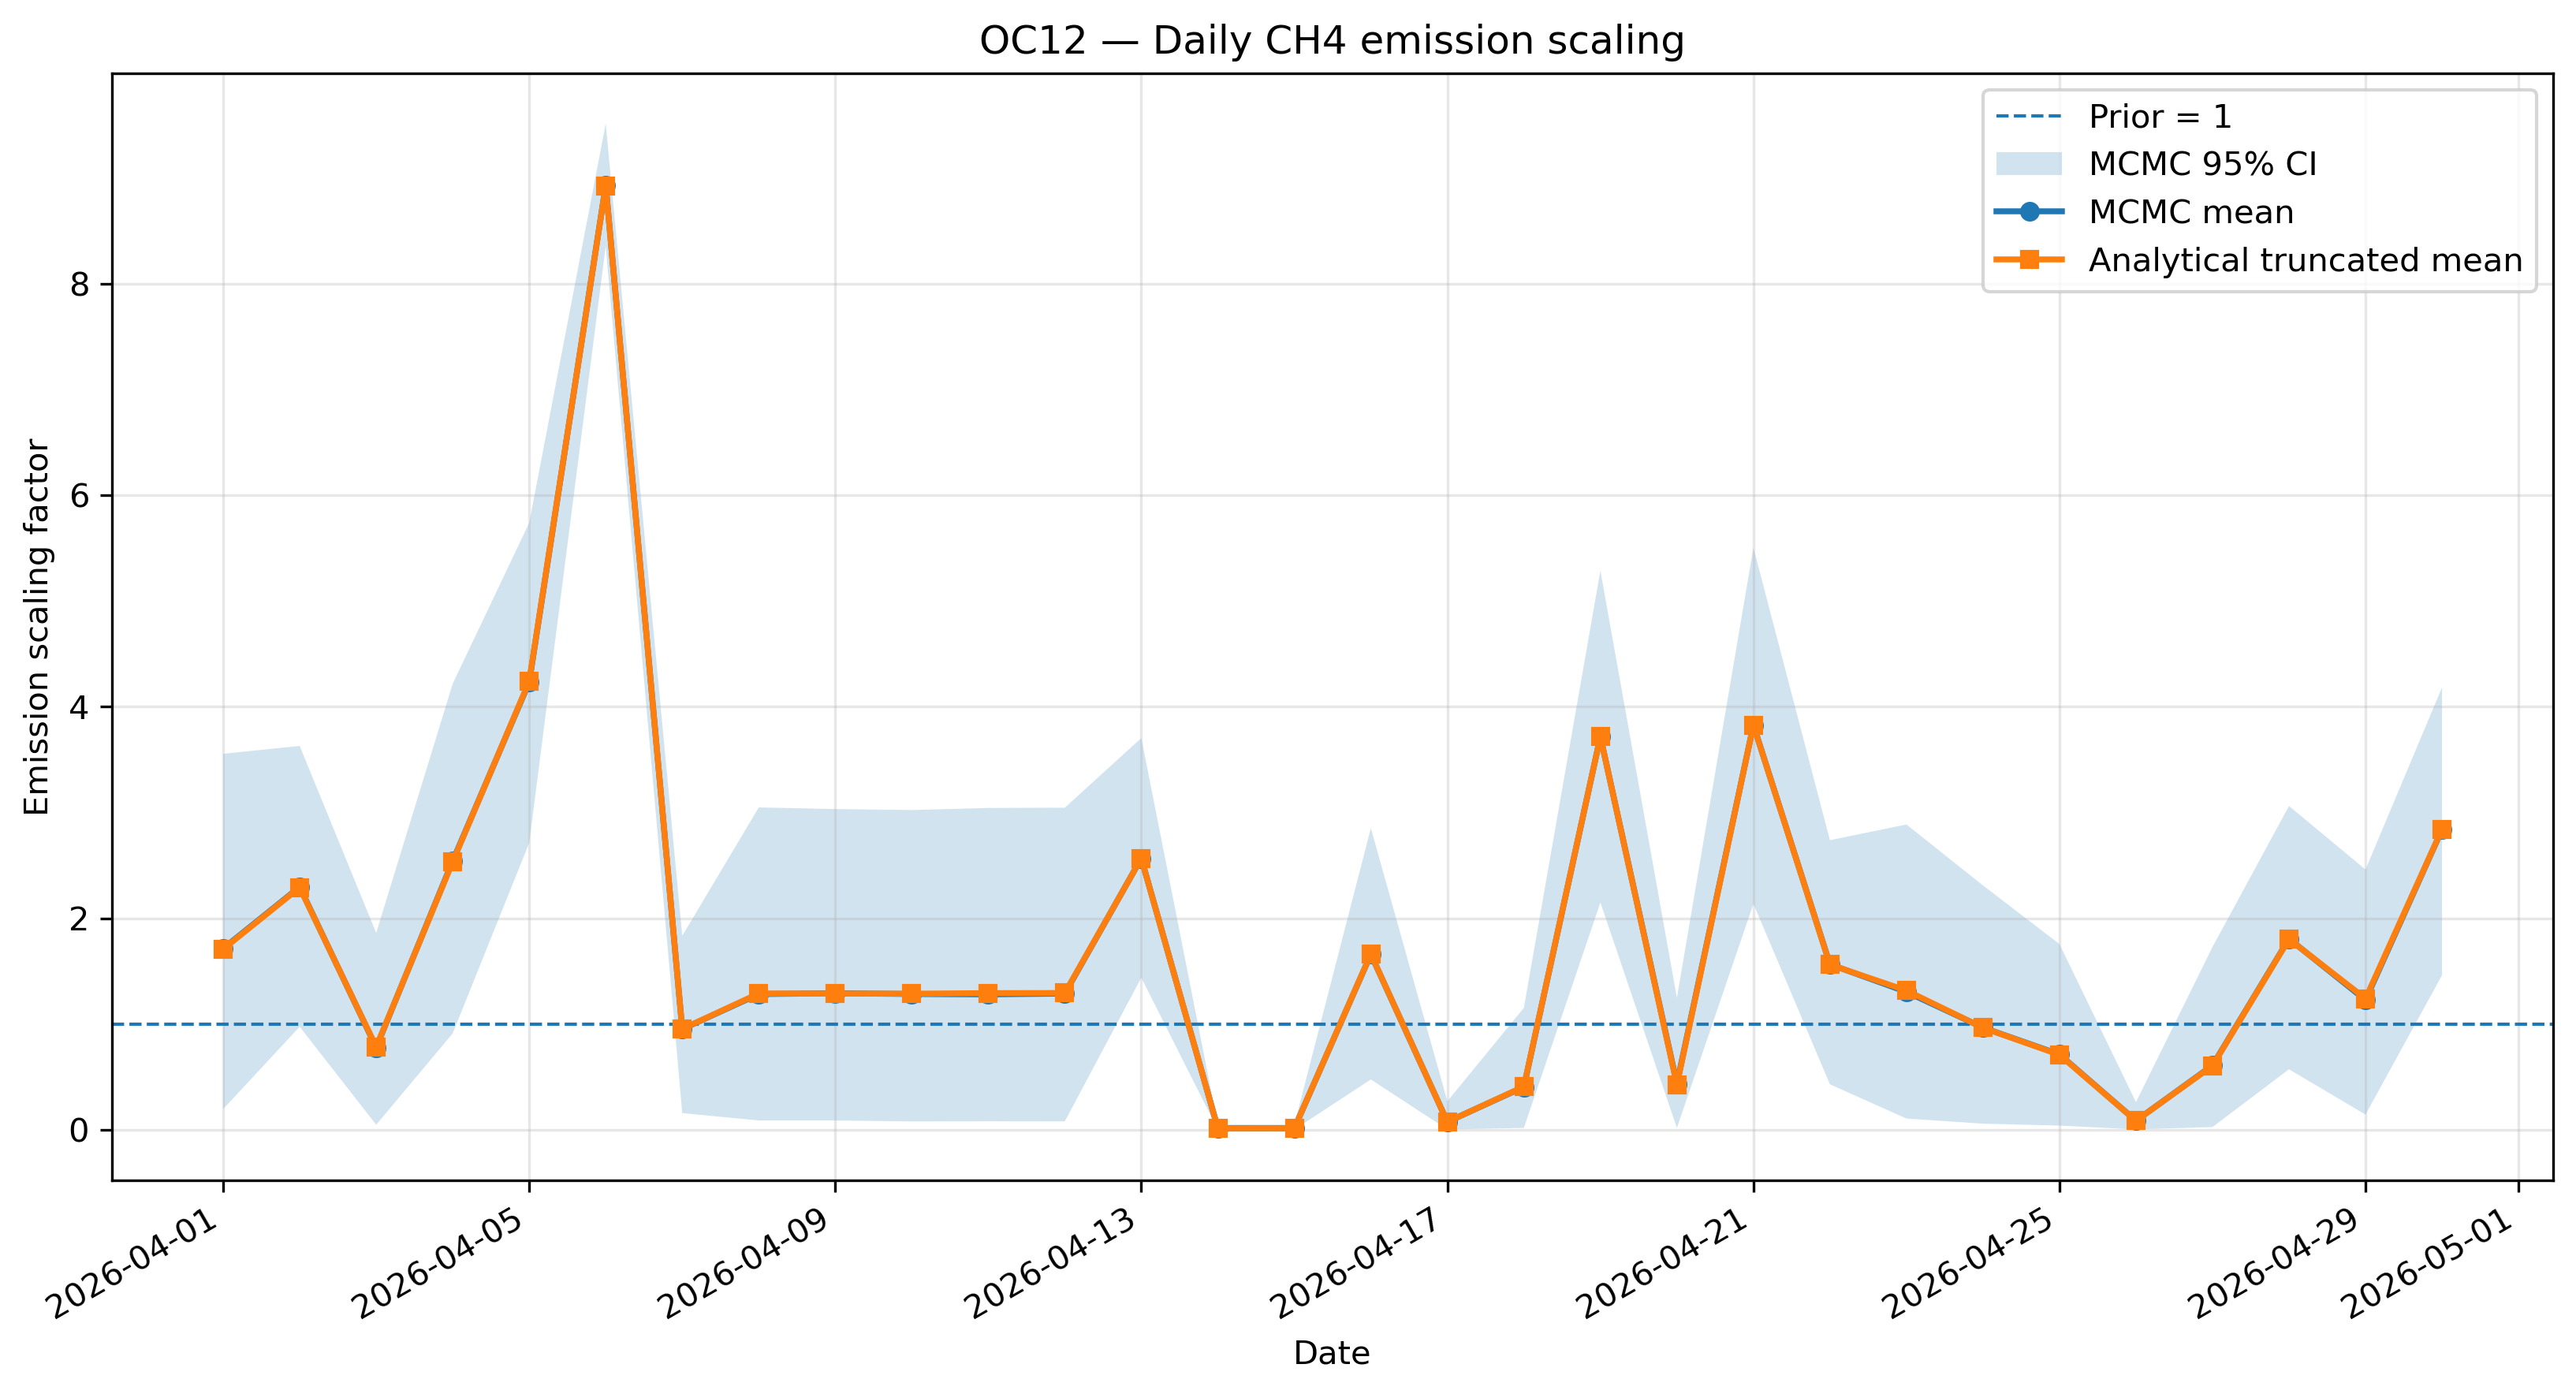 OC12 — Daily CH4 emission scaling
Prior = 1
MCMC 95% CI
MCMC mean
Analytical truncated mean
Emission scaling factor
8
6
4
2
0
2026-04-01
2026-04-05
2026-04-09
2026-04-13
2026-04-17
2026-04-21
2026-04-25
2026-04-29
2026-05-01
Date